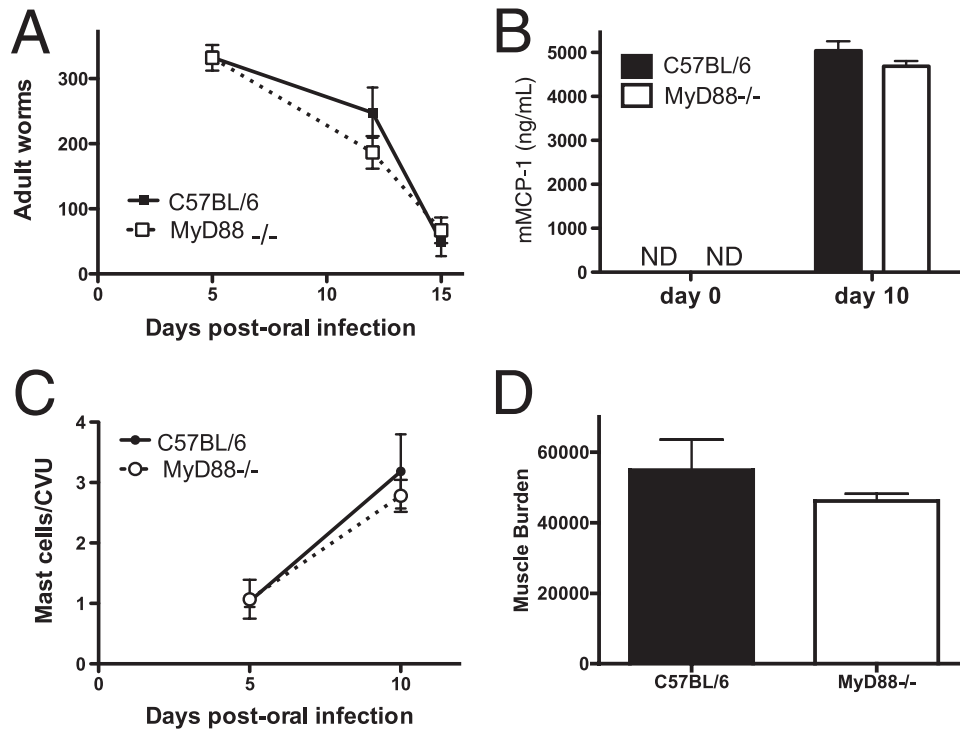 A
Adult worms
300
200
100
0
C57BL/6
MyD88 -/-
0 5 10 15
Days post-oral infection
B
mMCP-1 (ng/mL)
5000
4000
3000
2000
1000
0
C57BL/6
MyD88-/-
ND ND
day 0 day 10
C
Mast cells/CVU
4
3
2
1
0
C57BL/6
MyD88-/-
0 5 10
Days post-oral infection
D
Muscle Burden
60000
40000
20000
0
C57BL/6 MyD88-/-